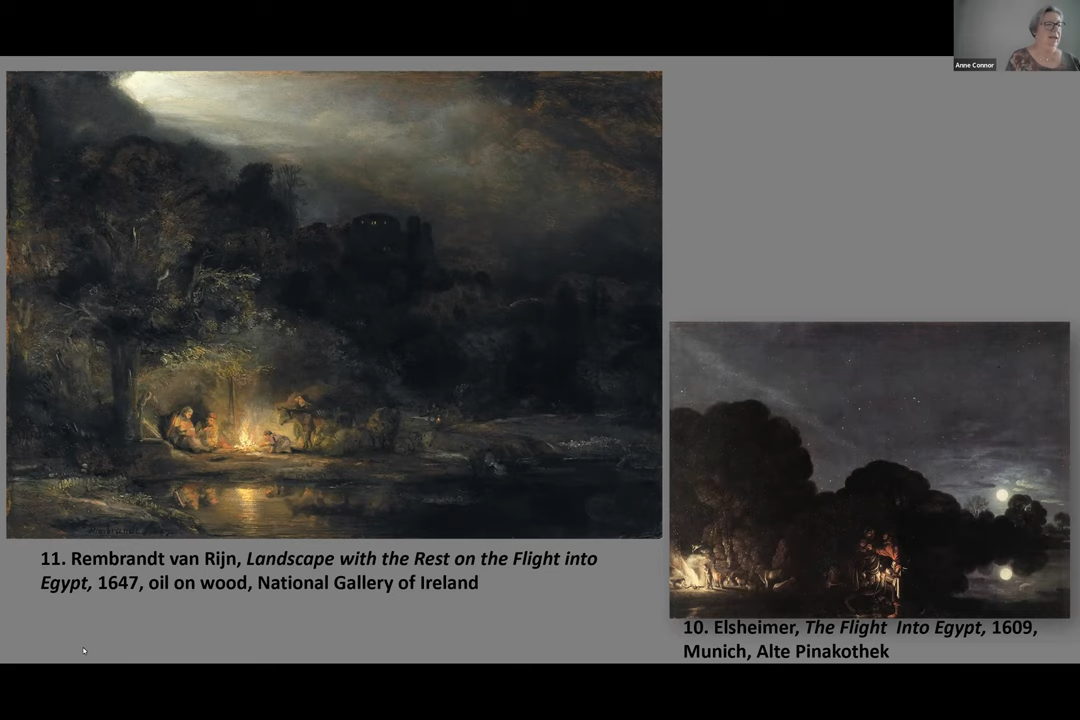 Anne Connor
11. Rembrandt van Rijn, Landscape with the Rest on the Flight into
Egypt, 1647, oil on wood, National Gallery of Ireland
10. Elsheimer, The Flight  Into Egypt, 1609,
Munich, Alte Pinakothek